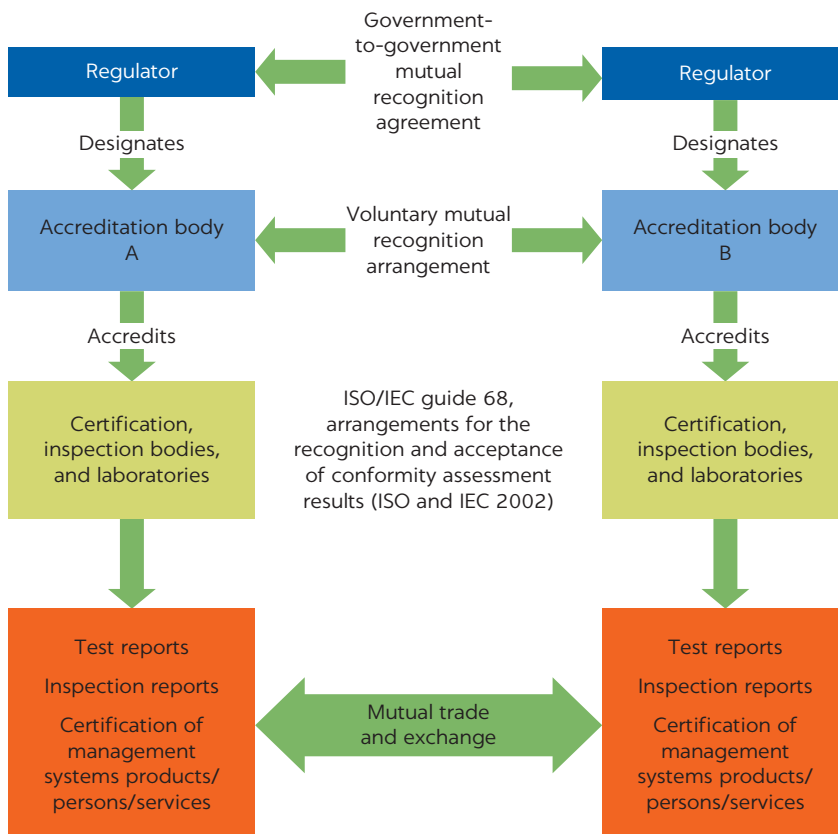 Government-
to-government
mutual
recognition
agreement
Regulator
Regulator
Designates
Designates
Accreditation body
A
Voluntary mutual
recognition
arrangement
Accreditation body
B
Accredits
Accredits
Certification,
inspection bodies,
and laboratories
ISO/IEC guide 68,
arrangements for the
recognition and acceptance
of conformity assessment
results (ISO and IEC 2002)
Certification,
inspection bodies,
and laboratories
Test reports
Inspection reports
Certification of
management
systems products/
persons/services
Mutual trade
and exchange
Test reports
Inspection reports
Certification of
management
systems products/
persons/services